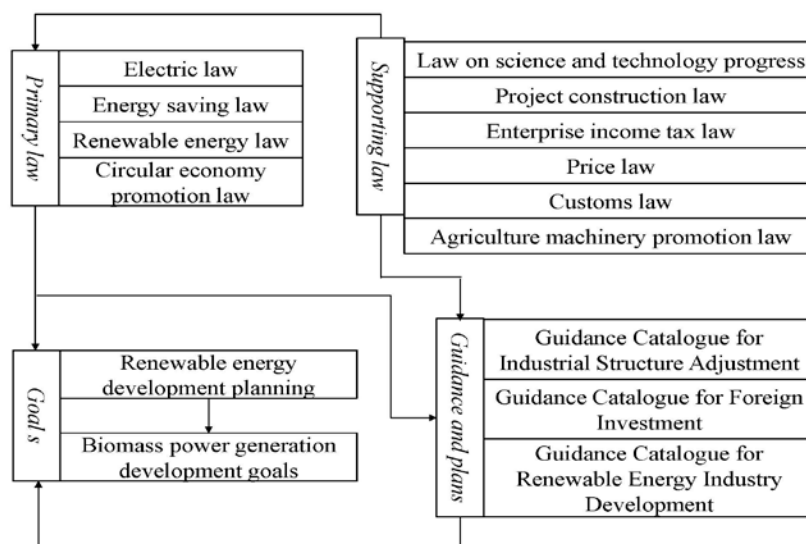 Primary law
Electric law
Energy saving law
Renewable energy law
Circular economy
promotion law
Supporting law
Law on science and technology progress
Project construction law
Enterprise income tax law
Price law
Customs law
Agriculture machinery promotion law
Goals
Renewable energy
development planning
Biomass power generation
development goals
Guidance and plans
Guidance Catalogue for
Industrial Structure Adjustment
Guidance Catalogue for Foreign
Investment
Guidance Catalogue for
Renewable Energy Industry
Development